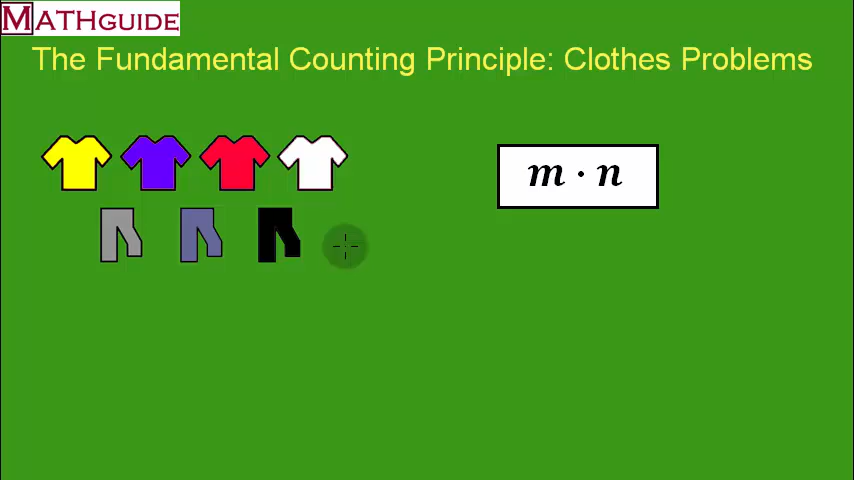 MATHGUIDE
The Fundamental Counting Principle: Clothes Problems
m · n